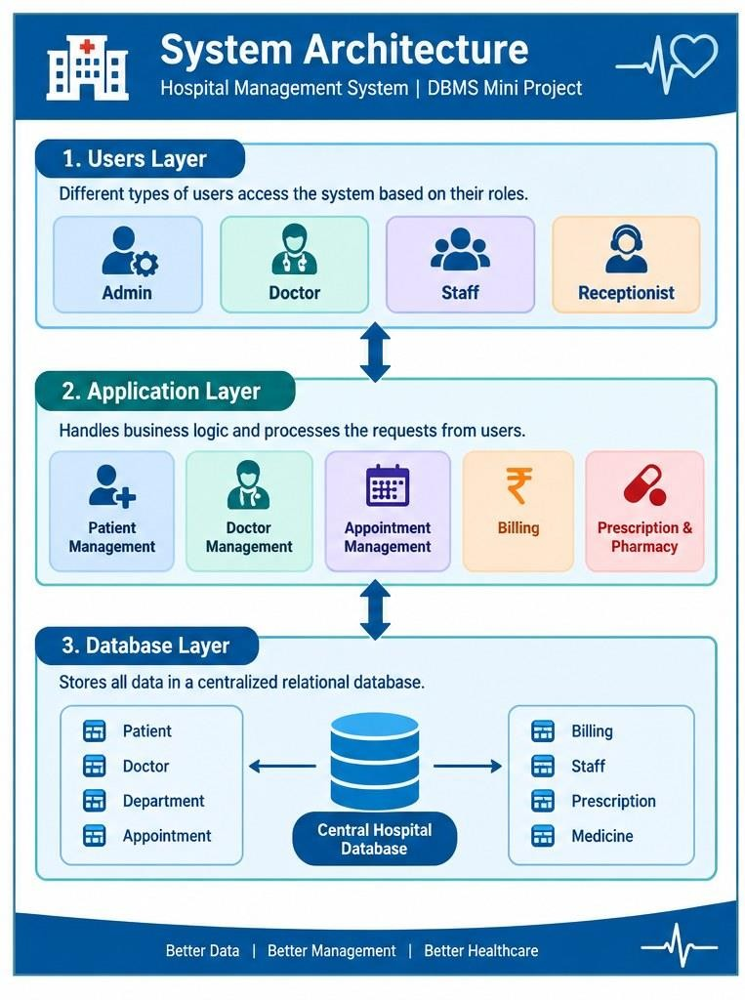 System Architecture
Hospital Management System | DBMS Mini Project
1. Users Layer
Different types of users access the system based on their roles.
Admin
Doctor
Staff
Receptionist
2. Application Layer
Handles business logic and processes the requests from users.
Patient
Management
Doctor
Management
Appointment
Management
₹
Billing
Prescription &
Pharmacy
3. Database Layer
Stores all data in a centralized relational database.
Patient
Doctor
Department
Appointment
Central Hospital
Database
Billing
Staff
Prescription
Medicine
Better Data | Better Management | Better Healthcare